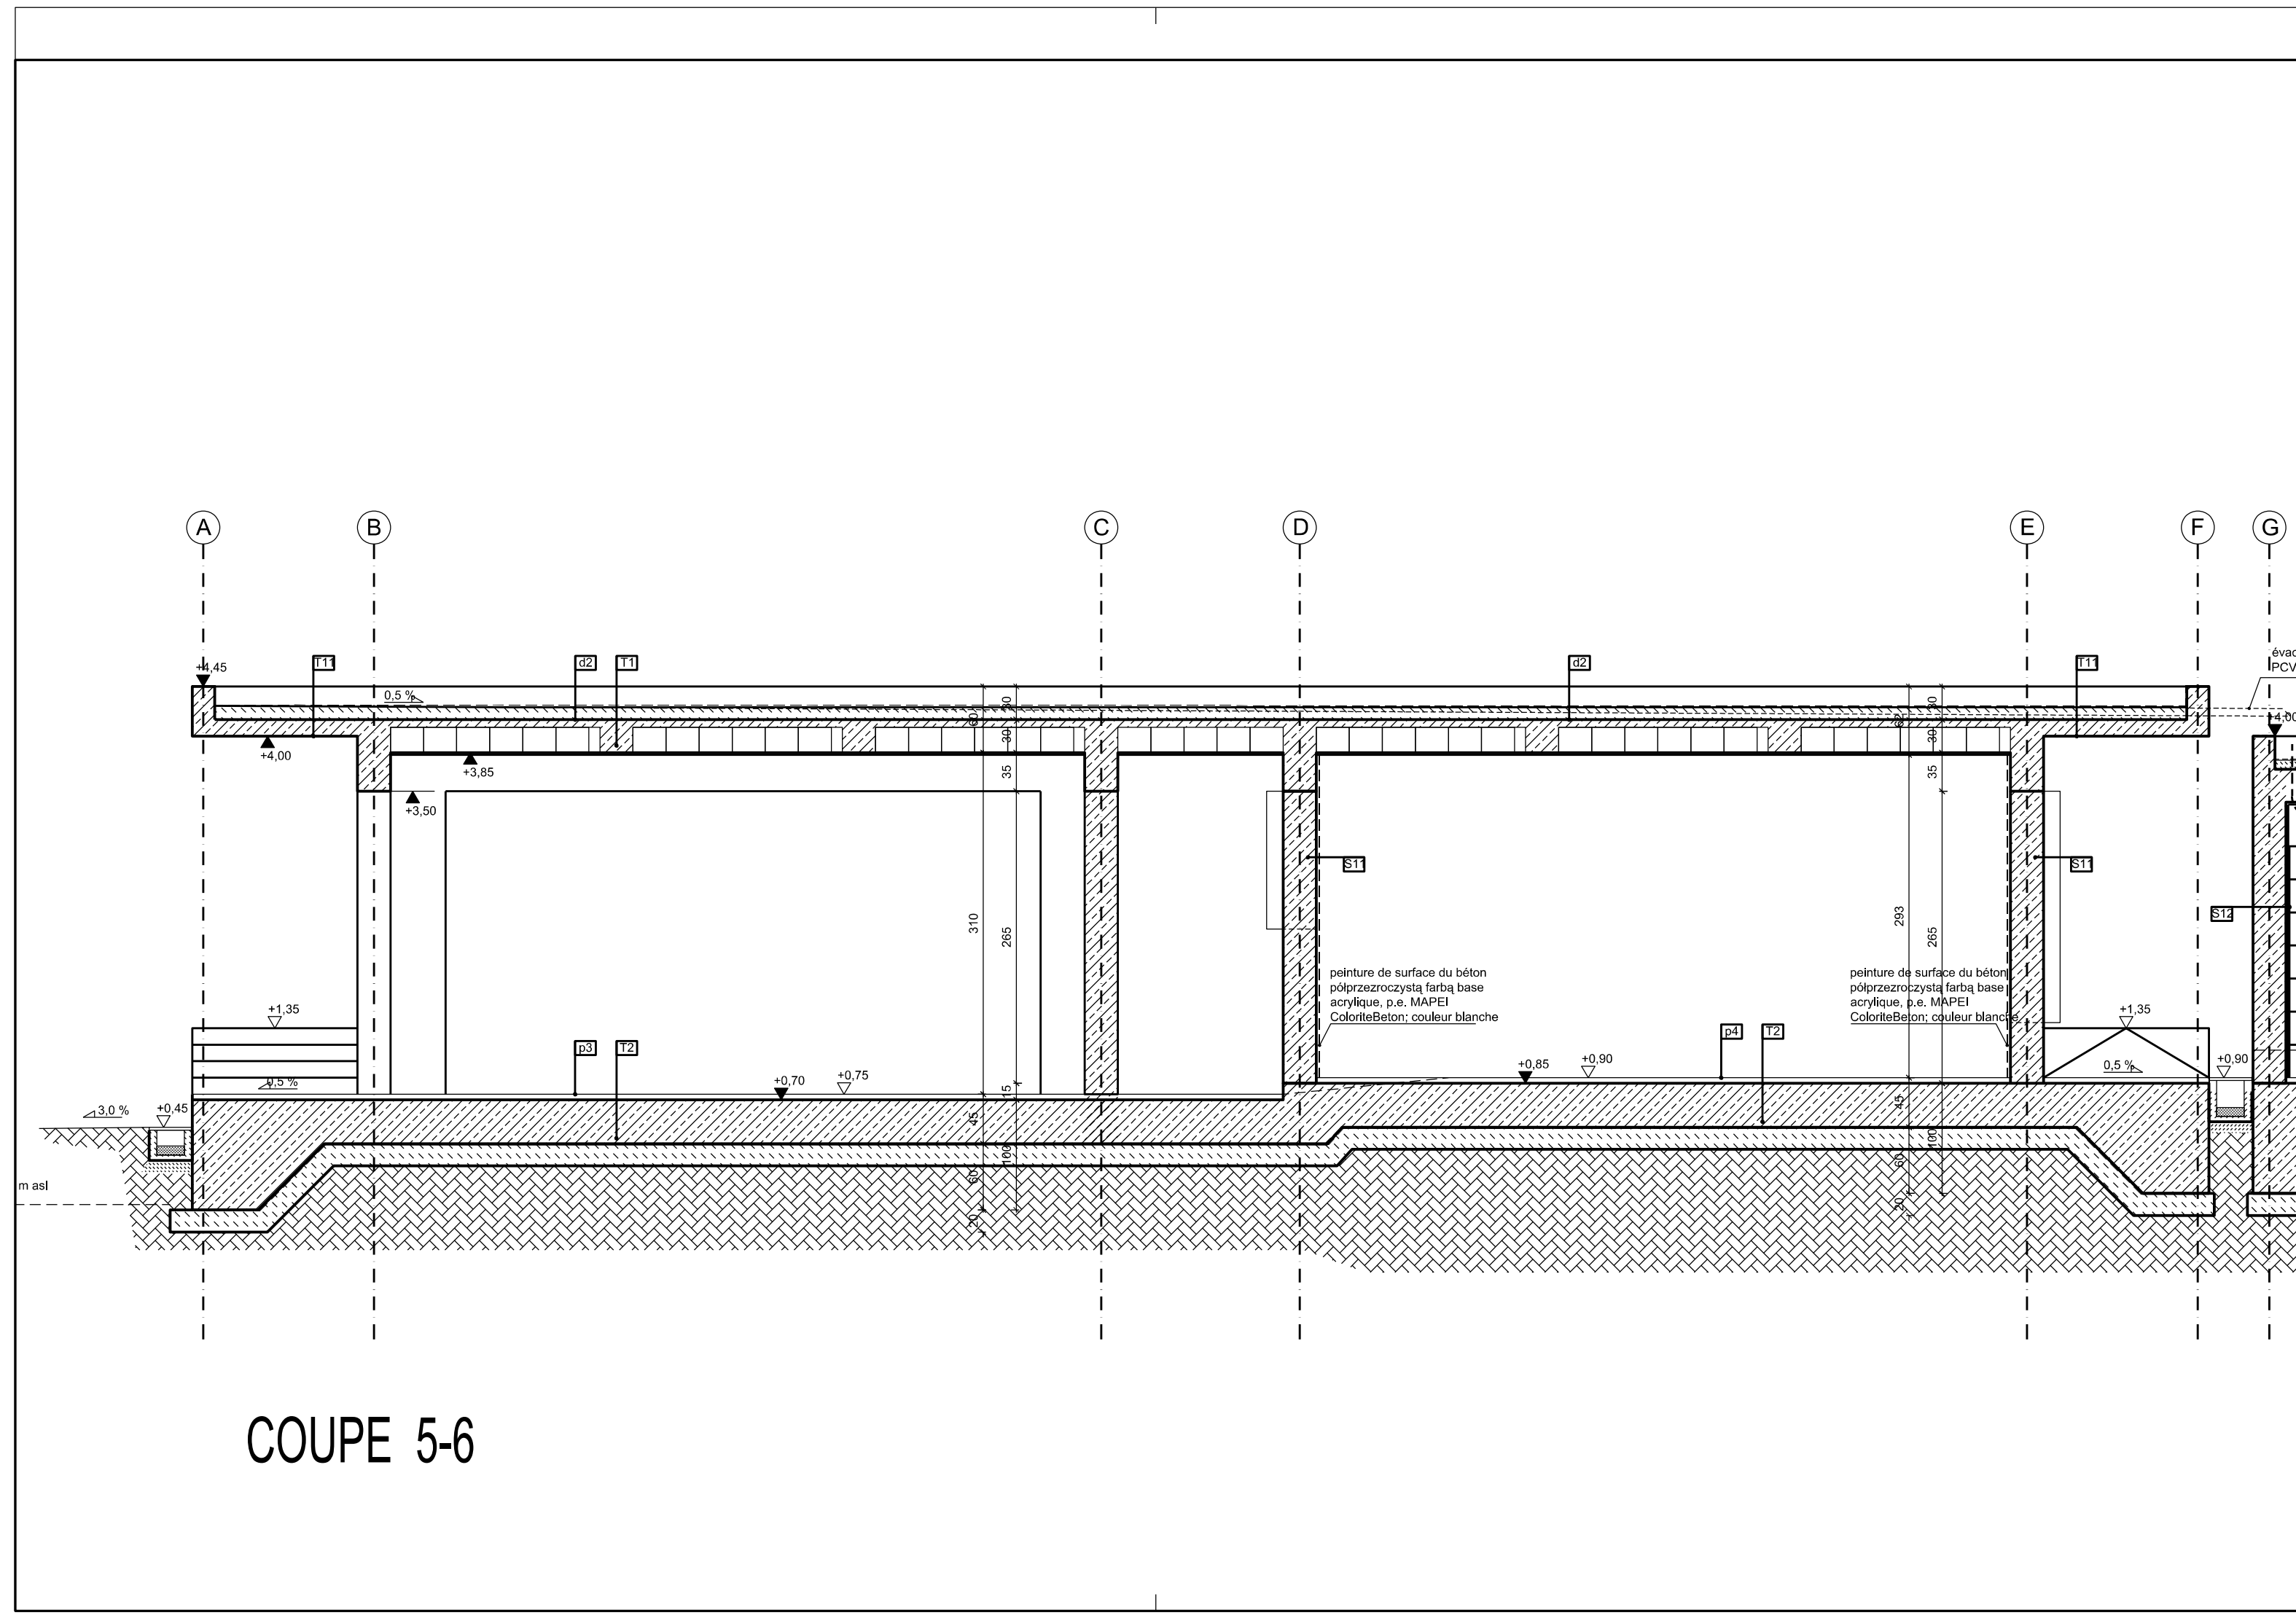 A B C D E F G
+4,45
T11
d2
T1
d2
T11
évac
PCV
0,5 %
60
30
62
30
+4,00
30
30
+4,00
+3,85
35
35
+3,50
S11
S11
310
265
293
265
S12
peinture de surface du béton
półprzezroczystą farbą base
acrylique, p.e. MAPEI
ColoriteBeton; couleur blanche
peinture de surface du béton
półprzezroczystą farbą base
acrylique, p.e. MAPEI
ColoriteBeton; couleur blanche
+1,35
+1,35
p3
T2
p4
T2
0,5 %
+0,70
+0,75
+0,85
+0,90
0,5 %
+0,90
3,0 %
+0,45
15
45
100
60
20
45
100
60
20
m asl
COUPE 5-6